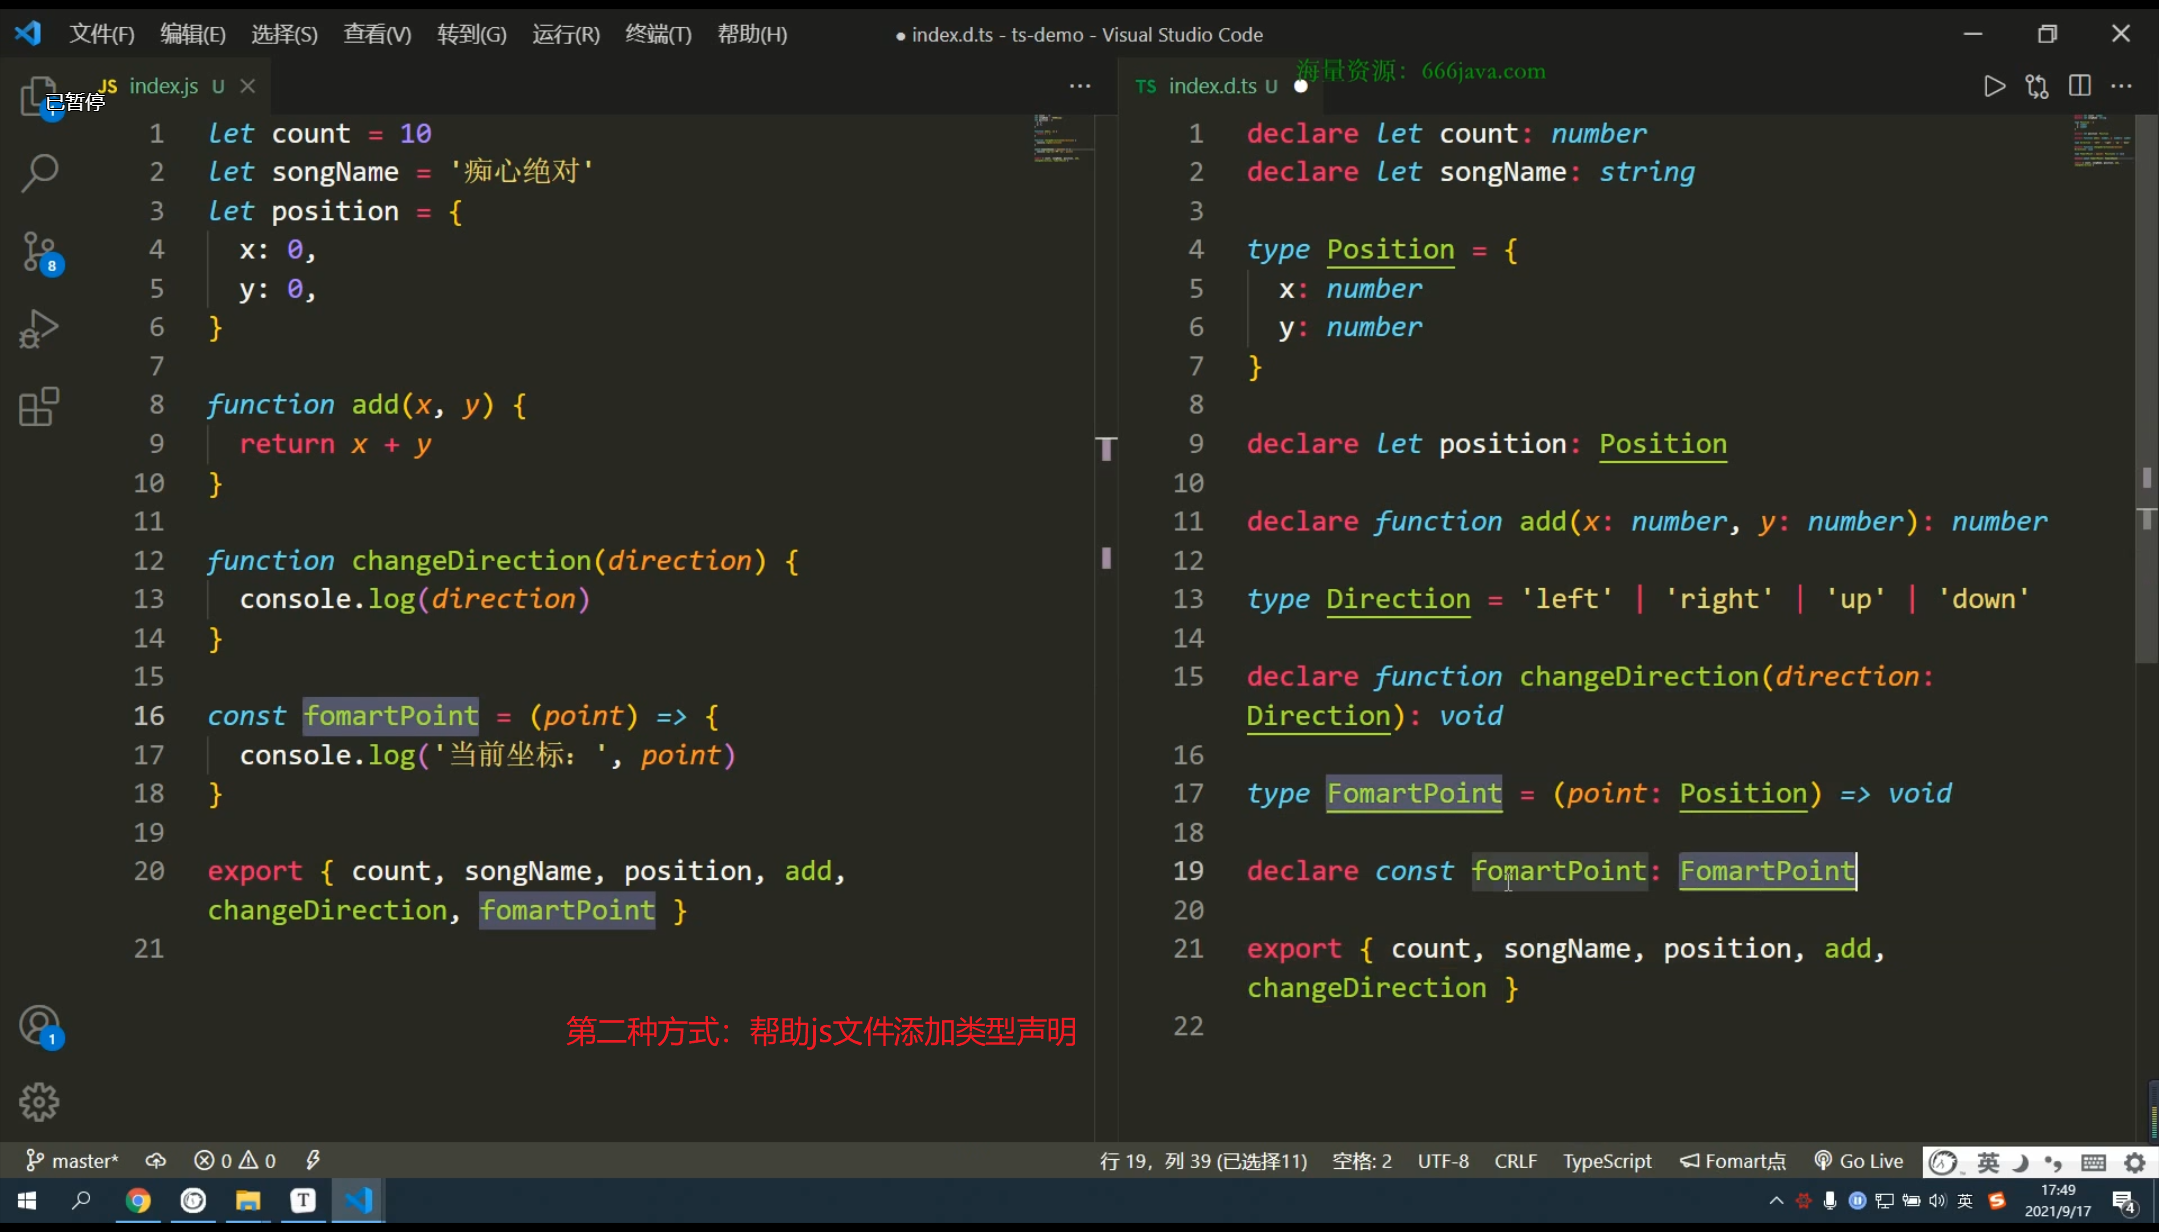 文件(F) 编辑(E) 选择(S) 查看(V) 转到(G) 运行(R) 终端(T) 帮助(H) ● index.d.ts - ts-demo - Visual Studio Code
海量资源：666java.com
JS index.js U
TS index.d.ts U
已暂停
1 let count = 10
2 let songName = '痴心绝对'
3 let position = {
4 x: 0,
5 y: 0,
6 }
7
8 function add(x, y) {
9 return x + y
10 }
11
12 function changeDirection(direction) {
13 console.log(direction)
14 }
15
16 const fomartPoint = (point) => {
17 console.log('当前坐标：', point)
18 }
19
20 export { count, songName, position, add,
changeDirection, fomartPoint }
21
1 declare let count: number
2 declare let songName: string
3
4 type Position = {
5 x: number
6 y: number
7 }
8
9 declare let position: Position
10
11 declare function add(x: number, y: number): number
12
13 type Direction = 'left' | 'right' | 'up' | 'down'
14
15 declare function changeDirection(direction:
Direction): void
16
17 type FomartPoint = (point: Position) => void
18
19 declare const fomartPoint: FomartPoint
20
21 export { count, songName, position, add,
changeDirection }
22
8
1
第二种方式：帮助js文件添加类型声明
master* 0 0 行 19，列 39 (已选择11) 空格: 2 UTF-8 CRLF TypeScript Fomart点 Go Live 英
T 英 17:49
2021/9/17 4